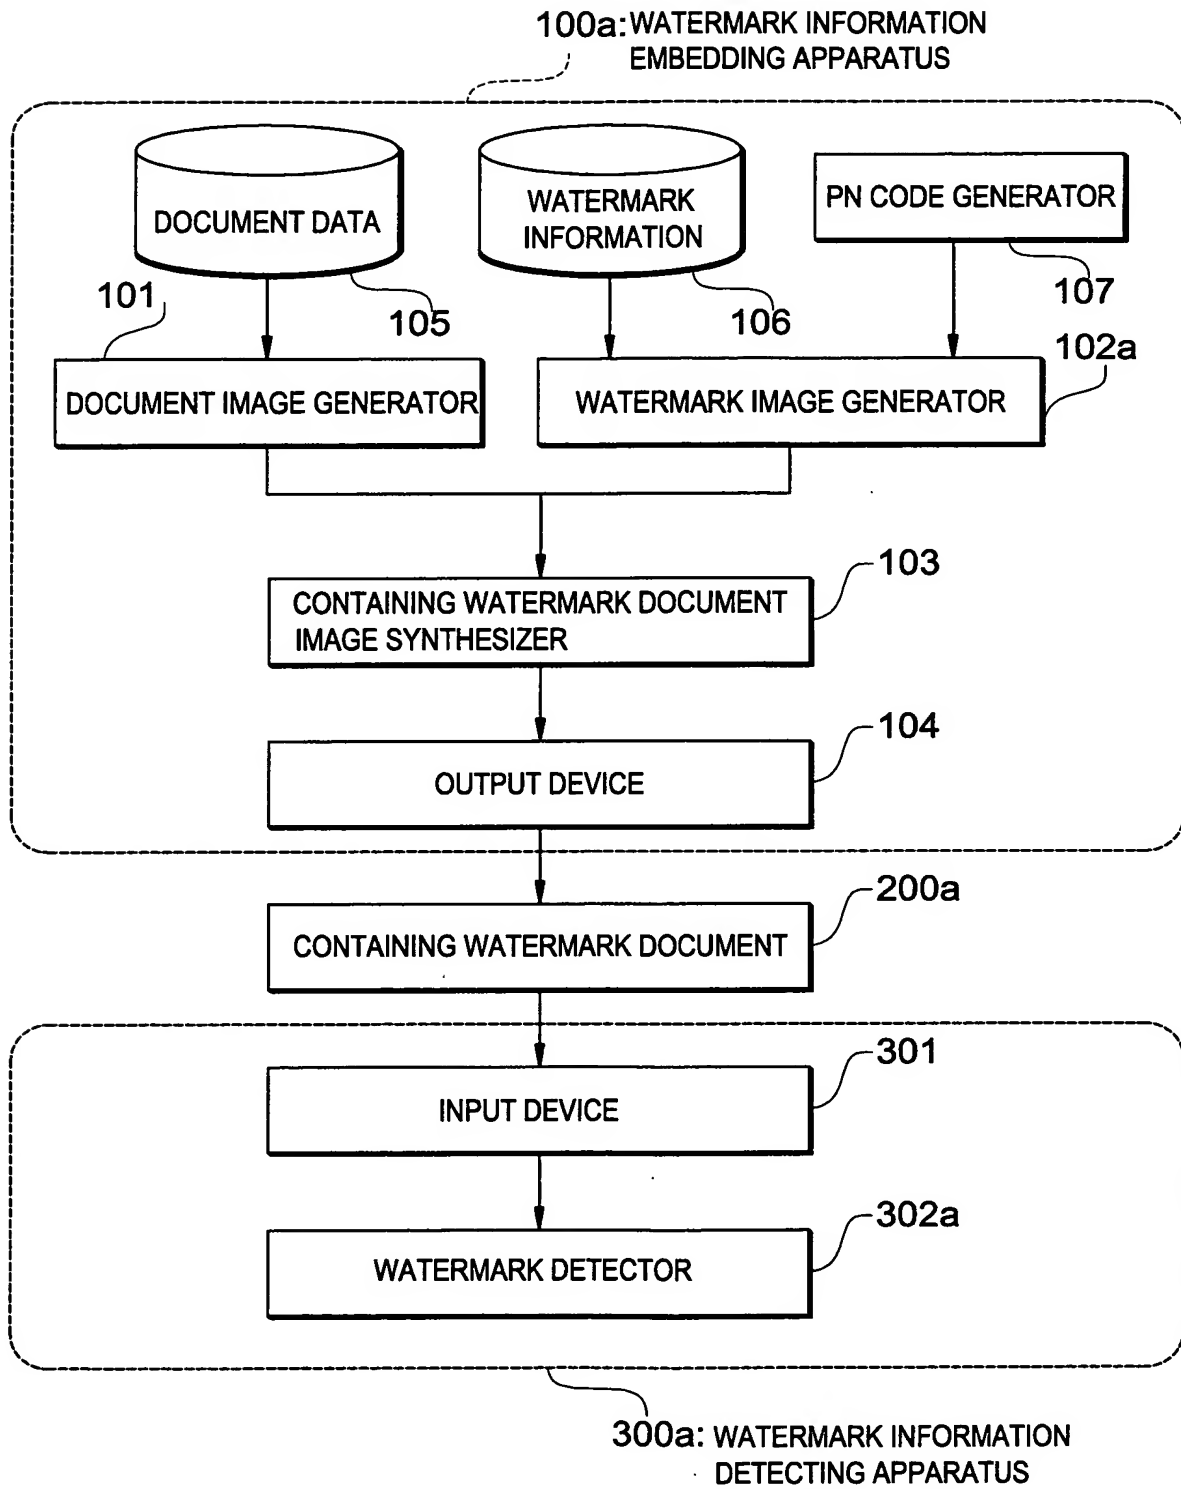 100a: WATERMARK INFORMATION
EMBEDDING APPARATUS
DOCUMENT DATA
WATERMARK
INFORMATION
PN CODE GENERATOR
101
105
106
107
102a
DOCUMENT IMAGE GENERATOR
WATERMARK IMAGE GENERATOR
103
CONTAINING WATERMARK DOCUMENT
IMAGE SYNTHESIZER
104
OUTPUT DEVICE
200a
CONTAINING WATERMARK DOCUMENT
301
INPUT DEVICE
302a
WATERMARK DETECTOR
300a: WATERMARK INFORMATION
DETECTING APPARATUS